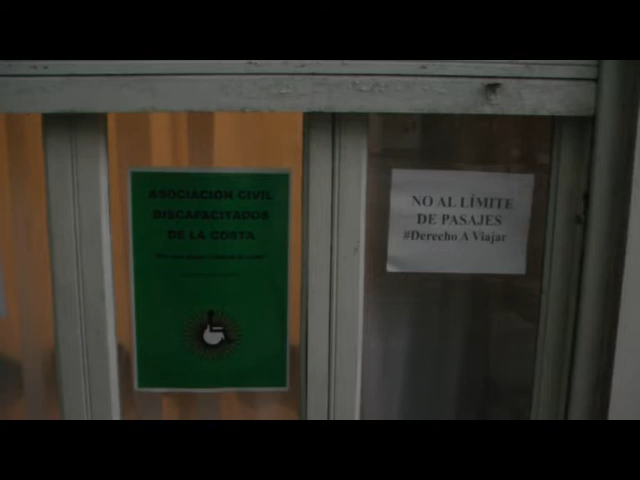 ASOCIACION CIVIL
DISCAPACITADOS
DE LA COSTA
NO AL LÍMITE
DE PASAJES
#Derecho A Viajar